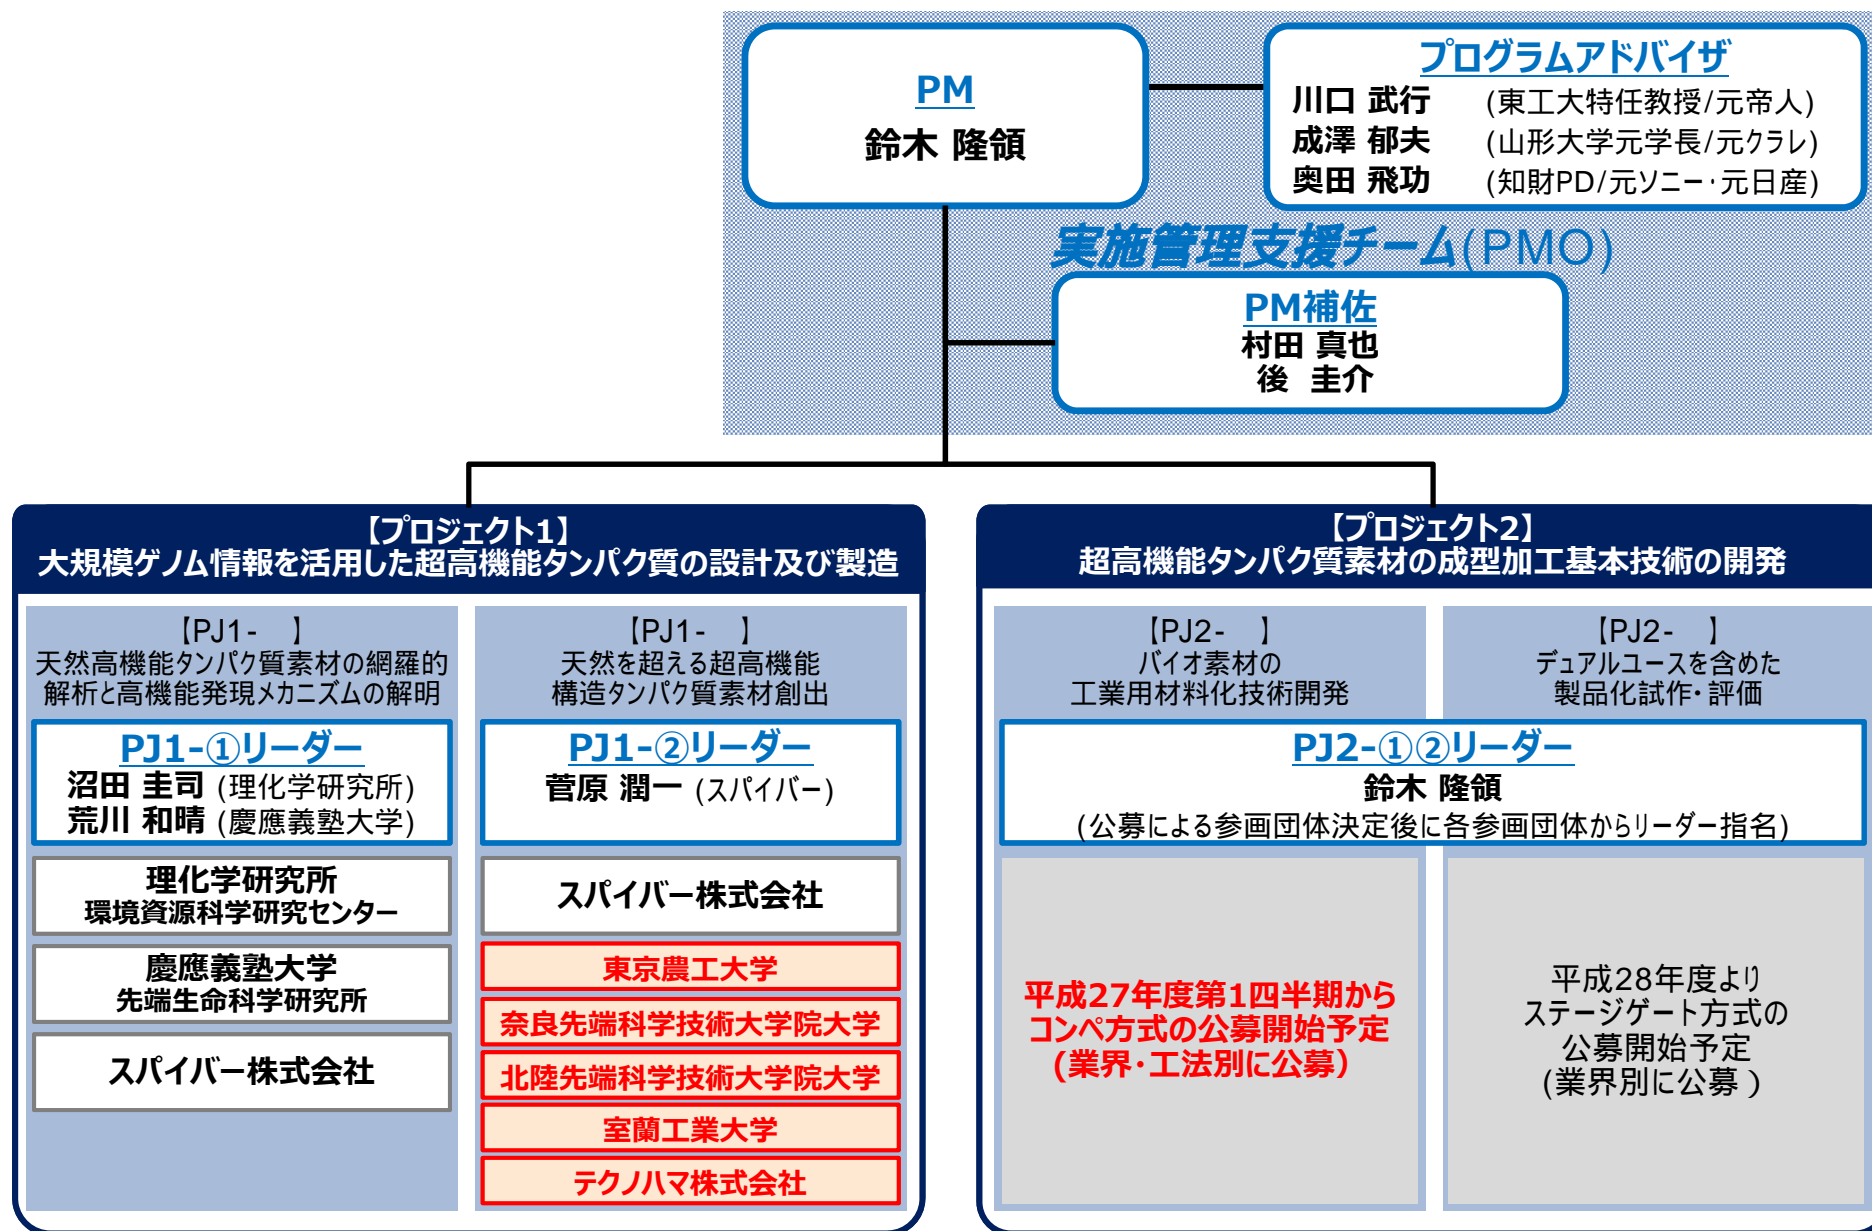 PM
鈴木 隆領
プログラムアドバイザ
川口 武行 (東工大特任教授/元帝人)
成澤 郁夫 (山形大学元学長/元クラレ)
奥田 飛功 (知財PD/元ソニー・元日産)
実施管理支援チーム(PMO)
PM補佐
村田 真也
後 圭介
【プロジェクト1】
大規模ゲノム情報を活用した超高機能タンパク質の設計及び製造
【PJ1- 】
天然高機能タンパク質素材の網羅的
解析と高機能発現メカニズムの解明
PJ1-①リーダー
沼田 圭司 (理化学研究所)
荒川 和晴 (慶應義塾大学)
理化学研究所
環境資源科学研究センター
慶應義塾大学
先端生命科学研究所
スパイバー株式会社
【PJ1- 】
天然を超える超高機能
構造タンパク質素材創出
PJ1-②リーダー
菅原 潤一 (スパイバー)
スパイバー株式会社
東京農工大学
奈良先端科学技術大学院大学
北陸先端科学技術大学院大学
室蘭工業大学
テクノハマ株式会社
【プロジェクト2】
超高機能タンパク質素材の成型加工基本技術の開発
【PJ2- 】
バイオ素材の
工業用材料化技術開発
【PJ2- 】
デュアルユースを含めた
製品化試作・評価
PJ2-①②リーダー
鈴木 隆領
(公募による参画団体決定後に各参画団体からリーダー指名)
平成27年度第1四半期から
コンペ方式の公募開始予定
(業界・工法別に公募)
平成28年度より
ステージゲート方式の
公募開始予定
(業界別に公募 )